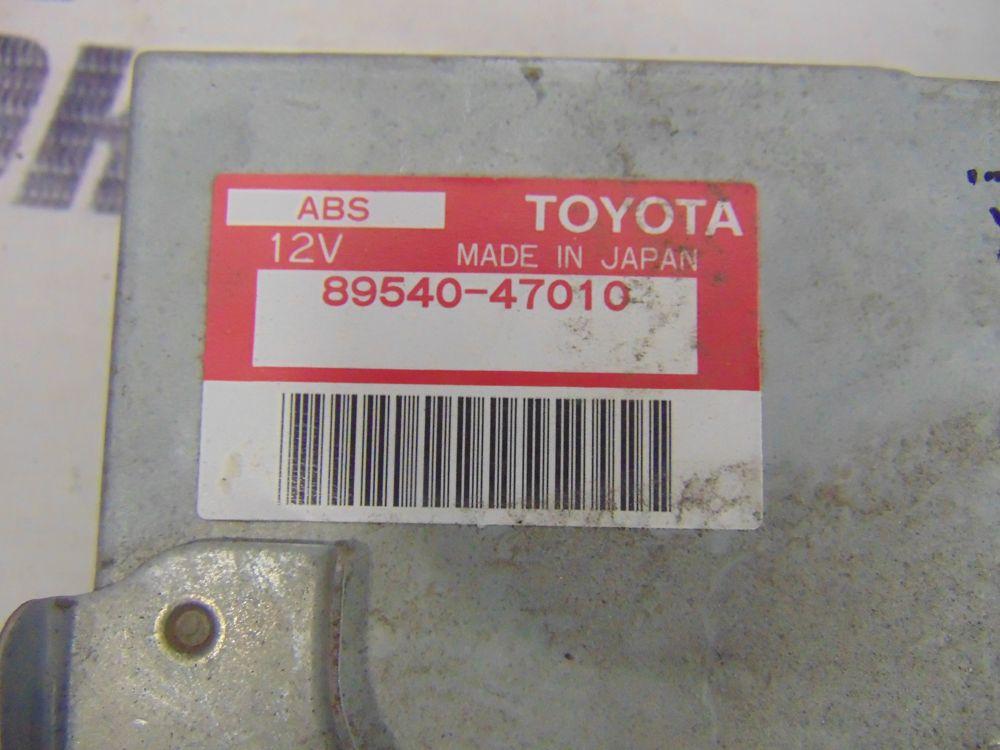 ABS
TOYOTA
12V
MADE IN JAPAN
89540-47010